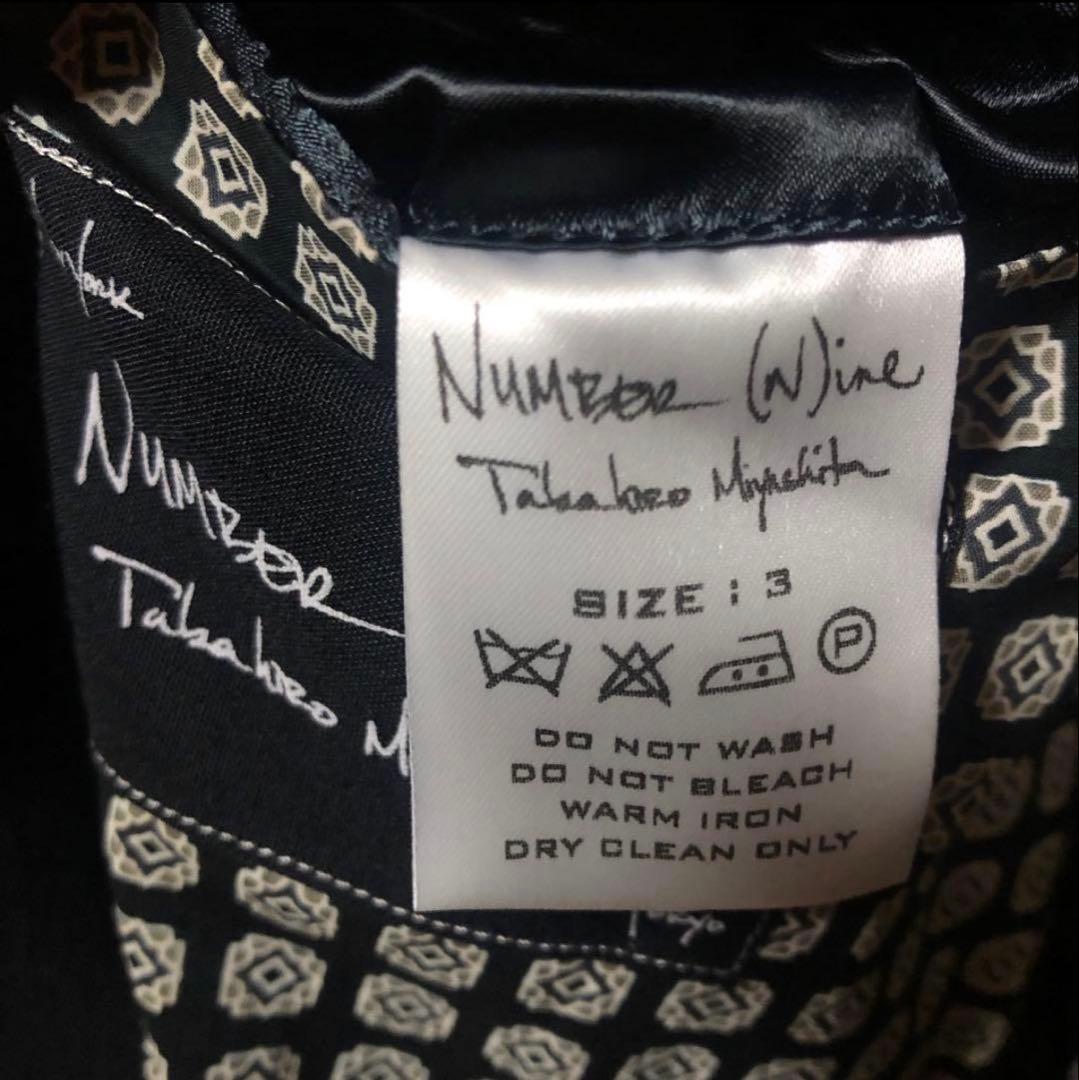 York
NUMBER
Takahiro M
NUMBER (N)ine
Takahiro Miyashita
SIZE : 3
P
DO NOT WASH
DO NOT BLEACH
WARM IRON
DRY CLEAN ONLY